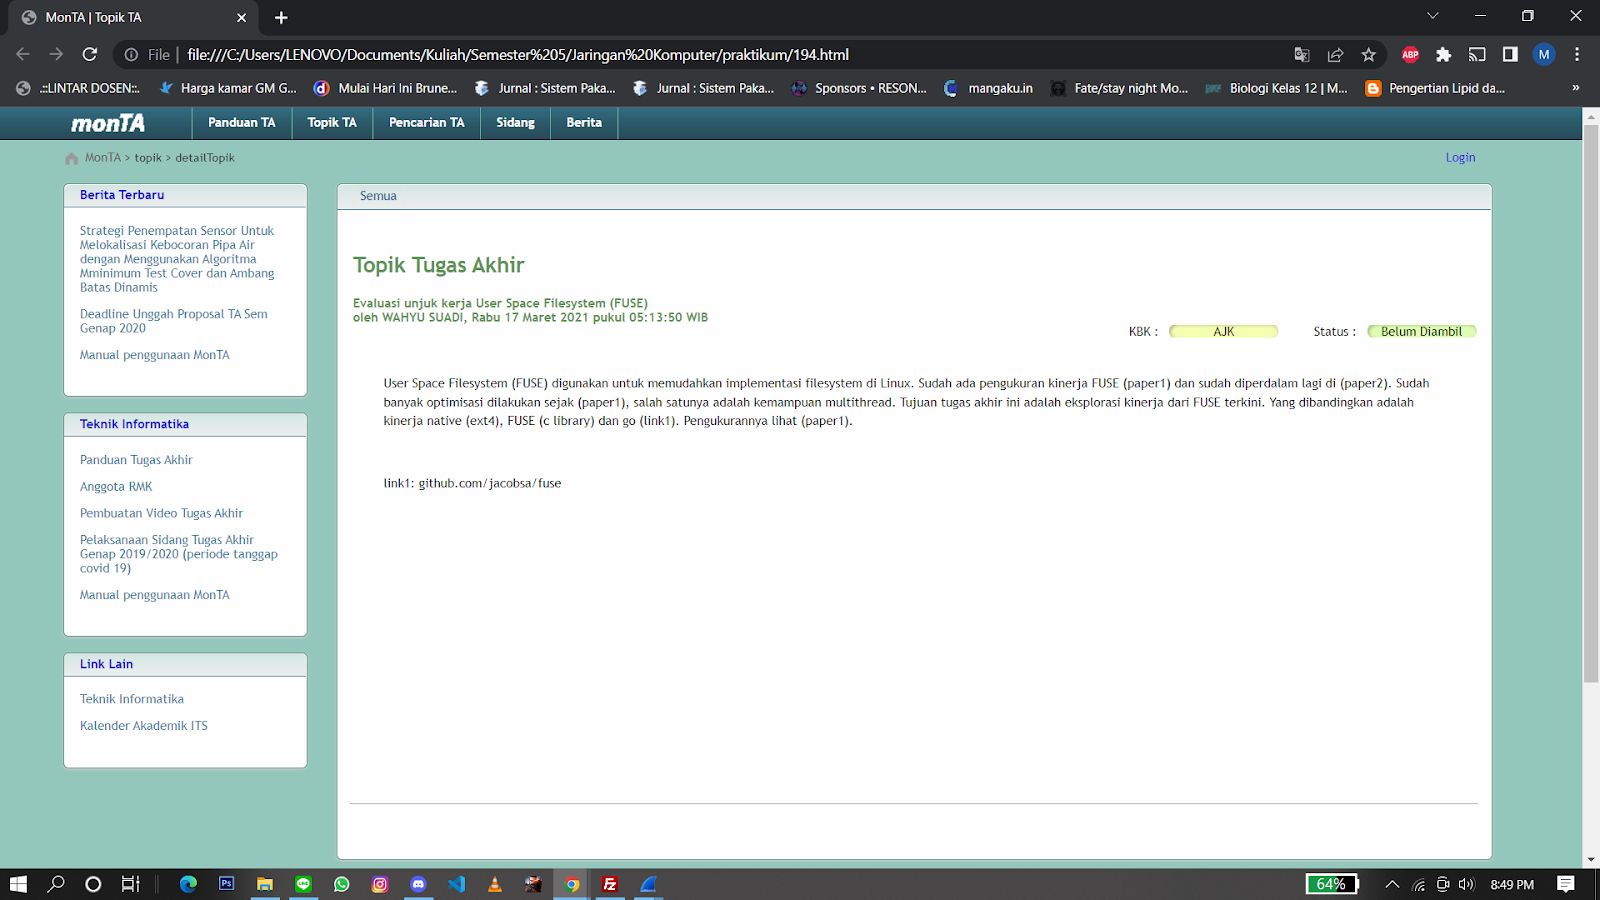 MonTA | Topik TA
File
file:///C:/Users/LENOVO/Documents/Kuliah/Semester%205/Jaringan%20Komputer/praktikum/194.html
ABP
M
.::LINTAR DOSEN::.
Harga kamar GM G...
Mulai Hari Ini Brune...
Jurnal : Sistem Paka...
Jurnal : Sistem Paka...
Sponsors • RESON...
mangaku.in
Fate/stay night Mo...
Biologi Kelas 12 | M...
Pengertian Lipid da...
»
monTA
Panduan TA
Topik TA
Pencarian TA
Sidang
Berita
MonTA > topik > detailTopik
Login
Berita Terbaru
Strategi Penempatan Sensor Untuk
Melokalisasi Kebocoran Pipa Air
dengan Menggunakan Algoritma
Mminimum Test Cover dan Ambang
Batas Dinamis
Deadline Unggah Proposal TA Sem
Genap 2020
Manual penggunaan MonTA
Teknik Informatika
Panduan Tugas Akhir
Anggota RMK
Pembuatan Video Tugas Akhir
Pelaksanaan Sidang Tugas Akhir
Genap 2019/2020 (periode tanggap
covid 19)
Manual penggunaan MonTA
Link Lain
Teknik Informatika
Kalender Akademik ITS
Semua
Topik Tugas Akhir
Evaluasi unjuk kerja User Space Filesystem (FUSE)
oleh WAHYU SUADI, Rabu 17 Maret 2021 pukul 05:13:50 WIB
KBK : AJK Status : Belum Diambil
User Space Filesystem (FUSE) digunakan untuk memudahkan implementasi filesystem di Linux. Sudah ada pengukuran kinerja FUSE (paper1) dan sudah diperdalam lagi di (paper2). Sudah
banyak optimisasi dilakukan sejak (paper1), salah satunya adalah kemampuan multithread. Tujuan tugas akhir ini adalah eksplorasi kinerja dari FUSE terkini. Yang dibandingkan adalah
kinerja native (ext4), FUSE (c library) dan go (link1). Pengukurannya lihat (paper1).
link1: github.com/jacobsa/fuse
Ps
LINE
Fz
64%
8:49 PM